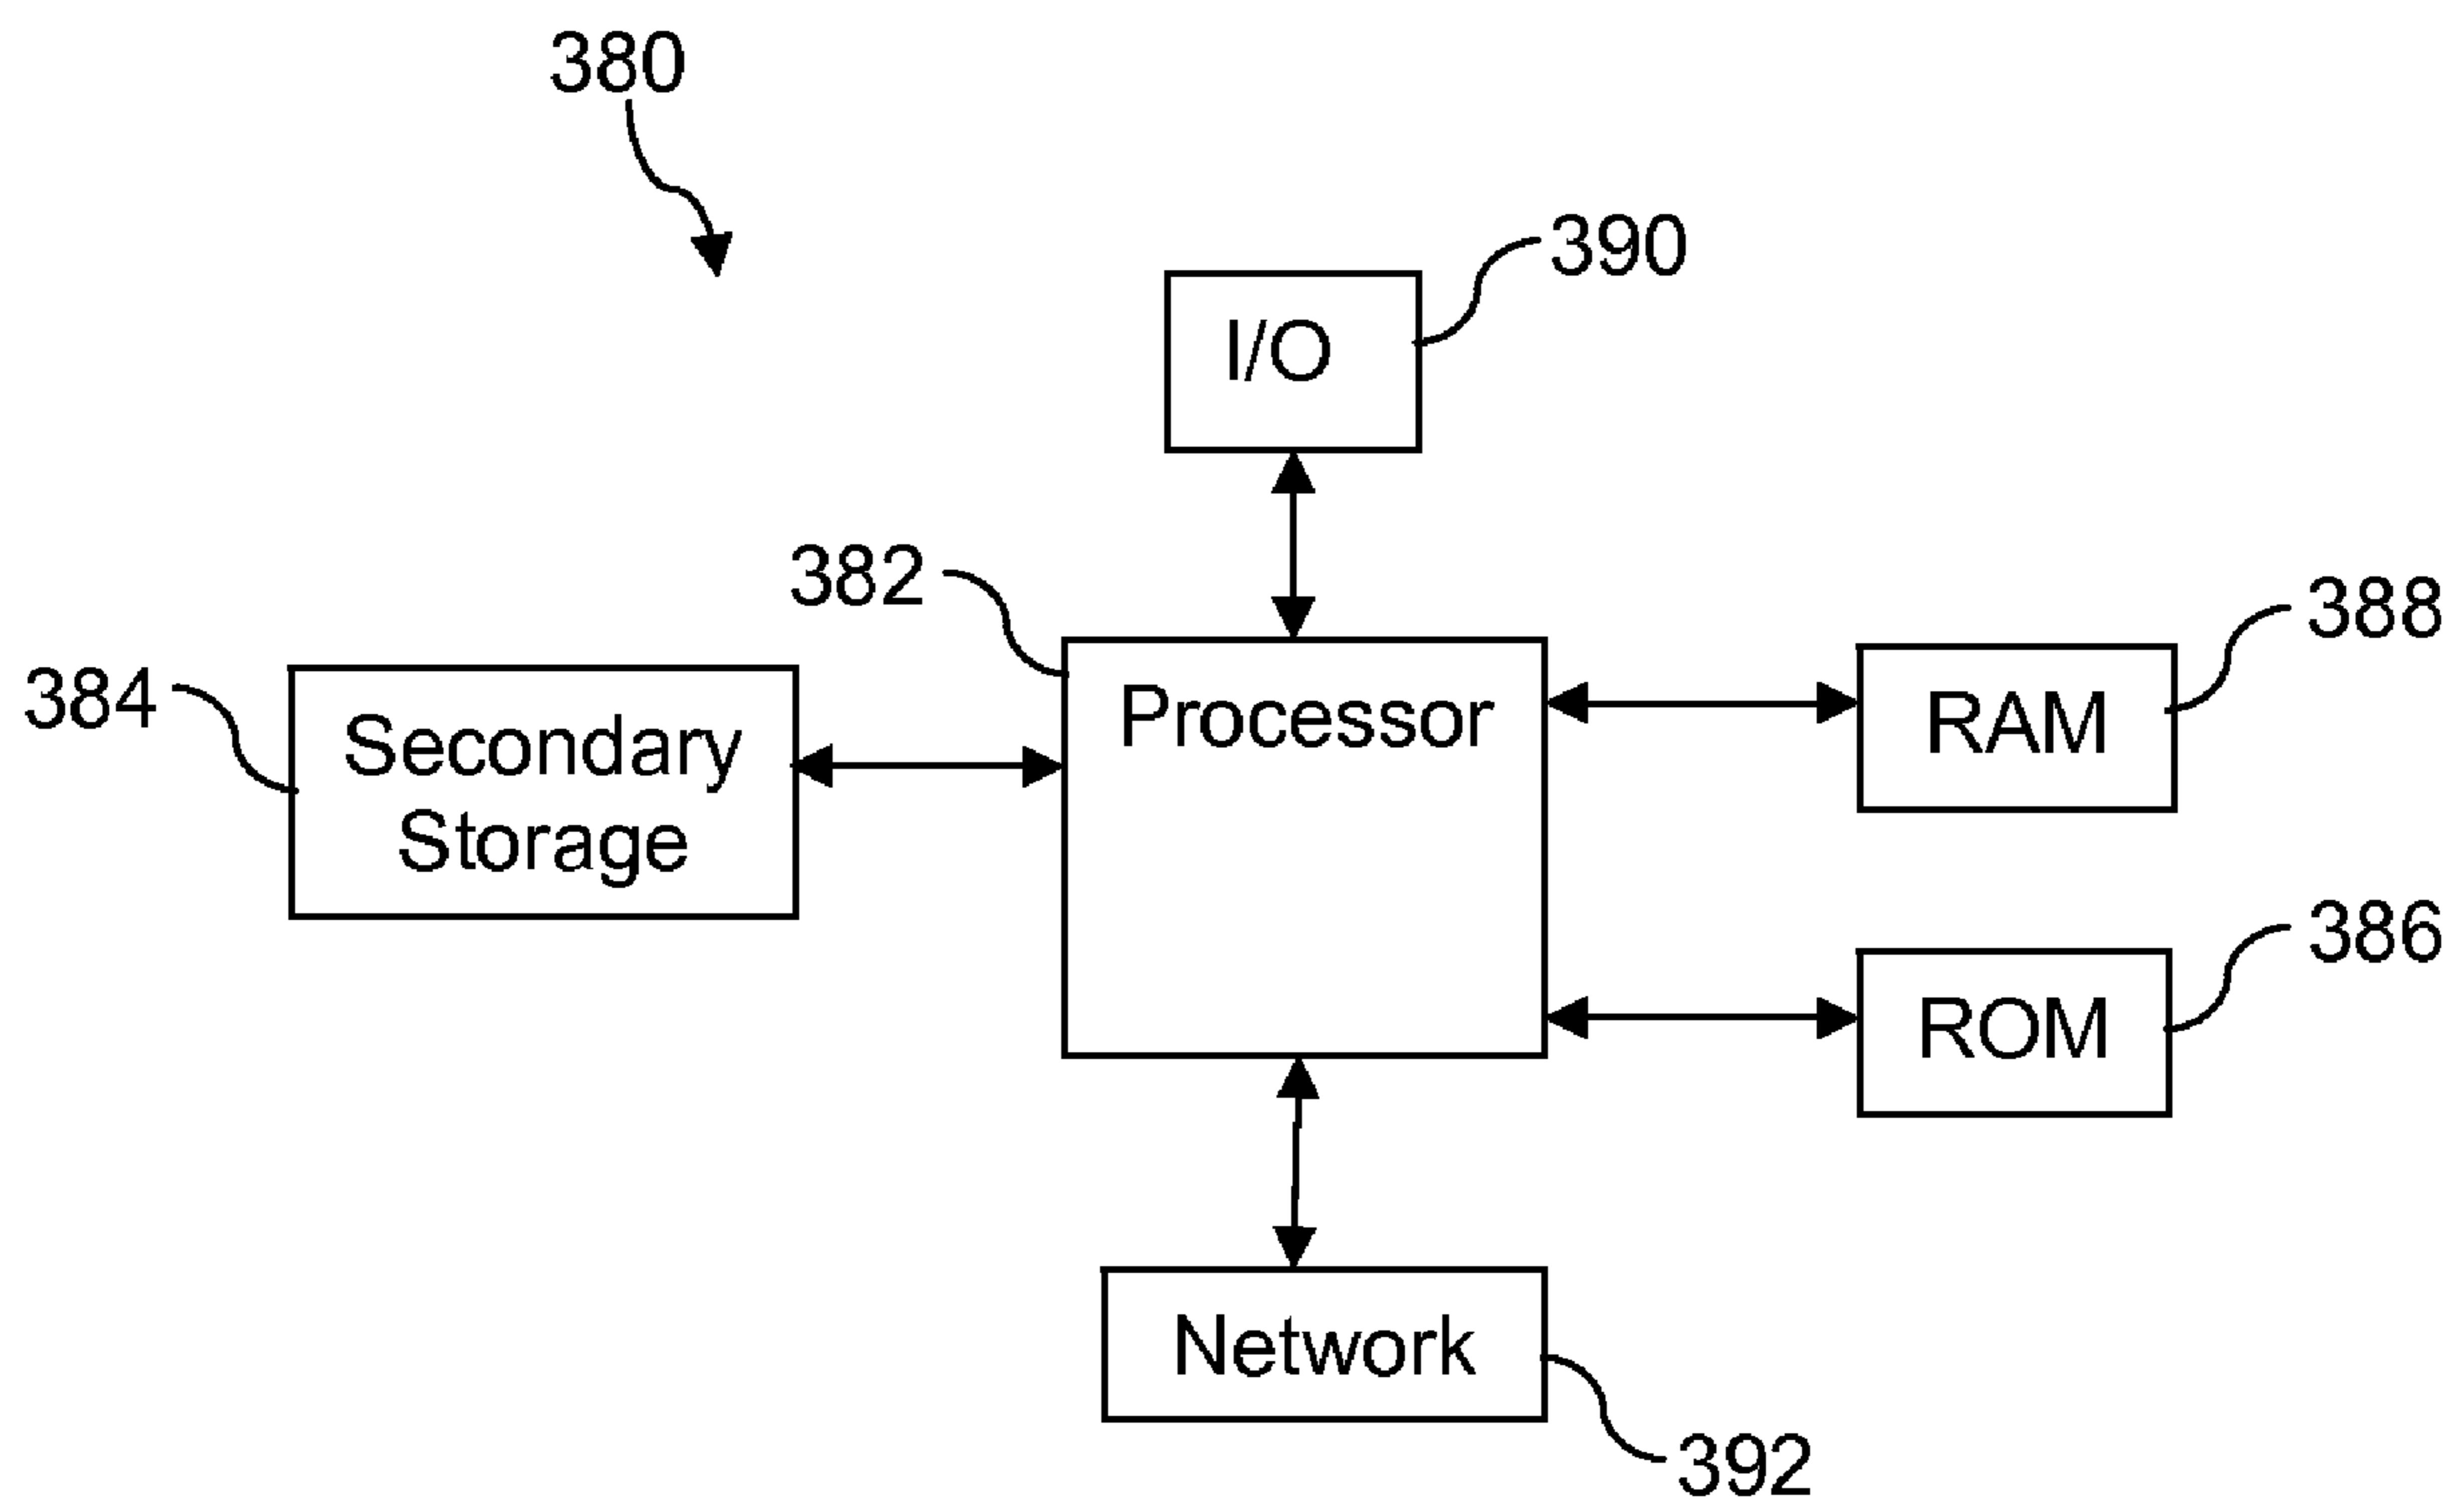 380
390
I/O
382
388
384
Secondary
Storage
Processor
RAM
386
ROM
Network
392